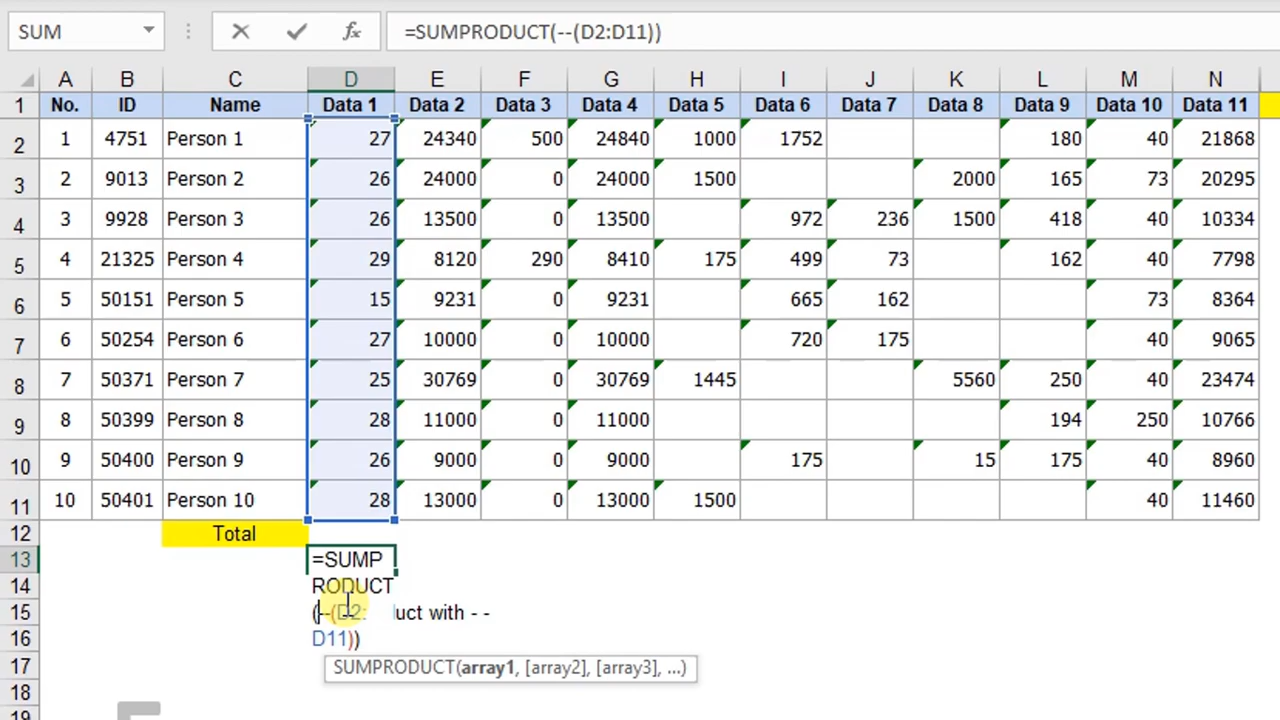 SUM =SUMPRODUCT(--(D2:D11))
A B C D E F G H I J K L M N
1 No. ID Name Data 1 Data 2 Data 3 Data 4 Data 5 Data 6 Data 7 Data 8 Data 9 Data 10 Data 11
2 1 4751 Person 1 27 24340 500 24840 1000 1752 180 40 21868
3 2 9013 Person 2 26 24000 0 24000 1500 2000 165 73 20295
4 3 9928 Person 3 26 13500 0 13500 972 236 1500 418 40 10334
5 4 21325 Person 4 29 8120 290 8410 175 499 73 162 40 7798
6 5 50151 Person 5 15 9231 0 9231 665 162 73 8364
7 6 50254 Person 6 27 10000 0 10000 720 175 40 9065
8 7 50371 Person 7 25 30769 0 30769 1445 5560 250 40 23474
9 8 50399 Person 8 28 11000 0 11000 194 250 10766
10 9 50400 Person 9 26 9000 0 9000 175 15 175 40 8960
11 10 50401 Person 10 28 13000 0 13000 1500 40 11460
12 Total
13 =SUMP
14 RODUCT
15 (--(D2: uct with - -
16 D11))
17 SUMPRODUCT(array1, [array2], [array3], ...)
18
19